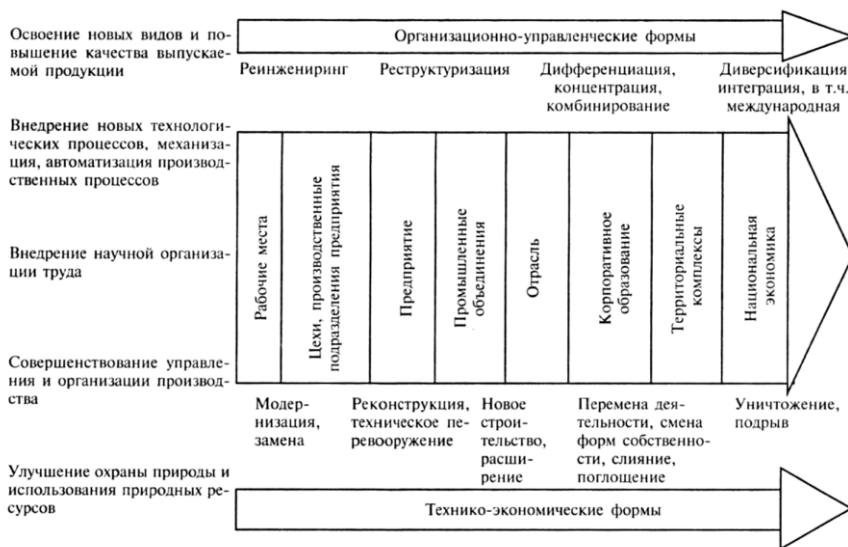 Освоение новых видов и по-
вышение качества выпускае-
мой продукции
Организационно-управленческие формы
Реинжениринг
Реструктуризация
Дифференциация,
концентрация,
комбинирование
Диверсификация,
интеграция, в т.ч.
международная
Внедрение новых технологи-
ческих процессов, механиза-
ция, автоматизация производ-
ственных процессов
Внедрение научной организа-
ции труда
Совершенствование управле-
ния и организации производ-
ства
Улучшение охраны природы и
использования природных ре-
сурсов
Рабочие места
Цехи, производственные
подразделения предприятия
Предприятие
Промышленные
объединения
Отрасль
Корпоративное
образование
Территориальные
комплексы
Национальная
экономика
Модер-
низация,
замена
Реконструкция,
техническое пе-
ревооружение
Новое
строи-
тельство,
расши-
рение
Перемена дея-
тельности, смена
форм собственно-
сти, слияние,
поглощение
Уничтожение,
подрыв
Технико-экономические формы